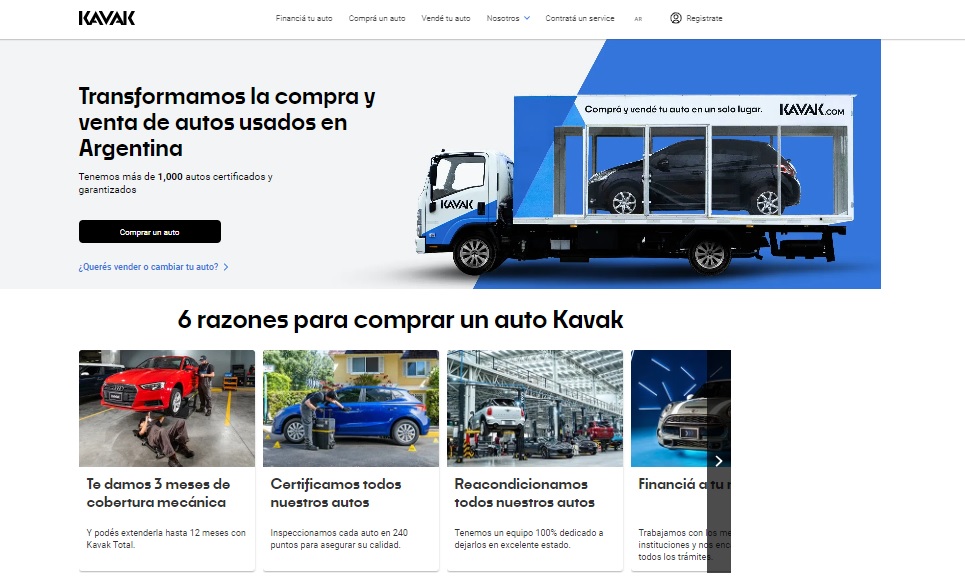 KAVAK
Financiá tu auto
Comprá un auto
Vendé tu auto
Nosotros
Contratá un service
AR
Registrate
Transformamos la compra y
venta de autos usados en
Argentina
Tenemos más de 1,000 autos certificados y
garantizados
Comprar un auto
¿Querés vender o cambiar tu auto?
Comprá y vendé tu auto en un solo lugar.
KAVAK.COM
KAVAK
6 razones para comprar un auto Kavak
Te damos 3 meses de
cobertura mecánica
Y podés extenderla hasta 12 meses con
Kavak Total.
Certificamos todos
nuestros autos
Inspeccionamos cada auto en 240
puntos para asegurar su calidad.
Reacondicionamos
todos nuestros autos
Tenemos un equipo 100% dedicado a
dejarlos en excelente estado.
Financiá a tu
Trabajamos con los
instituciones y nos
todos los trámites.